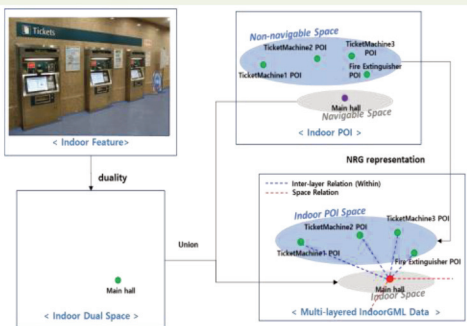 Tickets
< Indoor Feature>
duality
Main hall
< Indoor Dual Space>
Union
Non-navigable Space
TicketMachine2 POI
TicketMachine3
POI
TicketMachine1 POI
Fire Extinguisher
POI
Main hall
Navigable Space
< Indoor POI>
NRG representation
Inter-layer Relation (Within)
Space Relation
Indoor POI Space
TicketMachine2 POI
TicketMachine3 POI
TicketMachine1 POI
Fire Extinguisher POI
Main hall
Indoor Space
< Multi-layered IndoorGML Data>